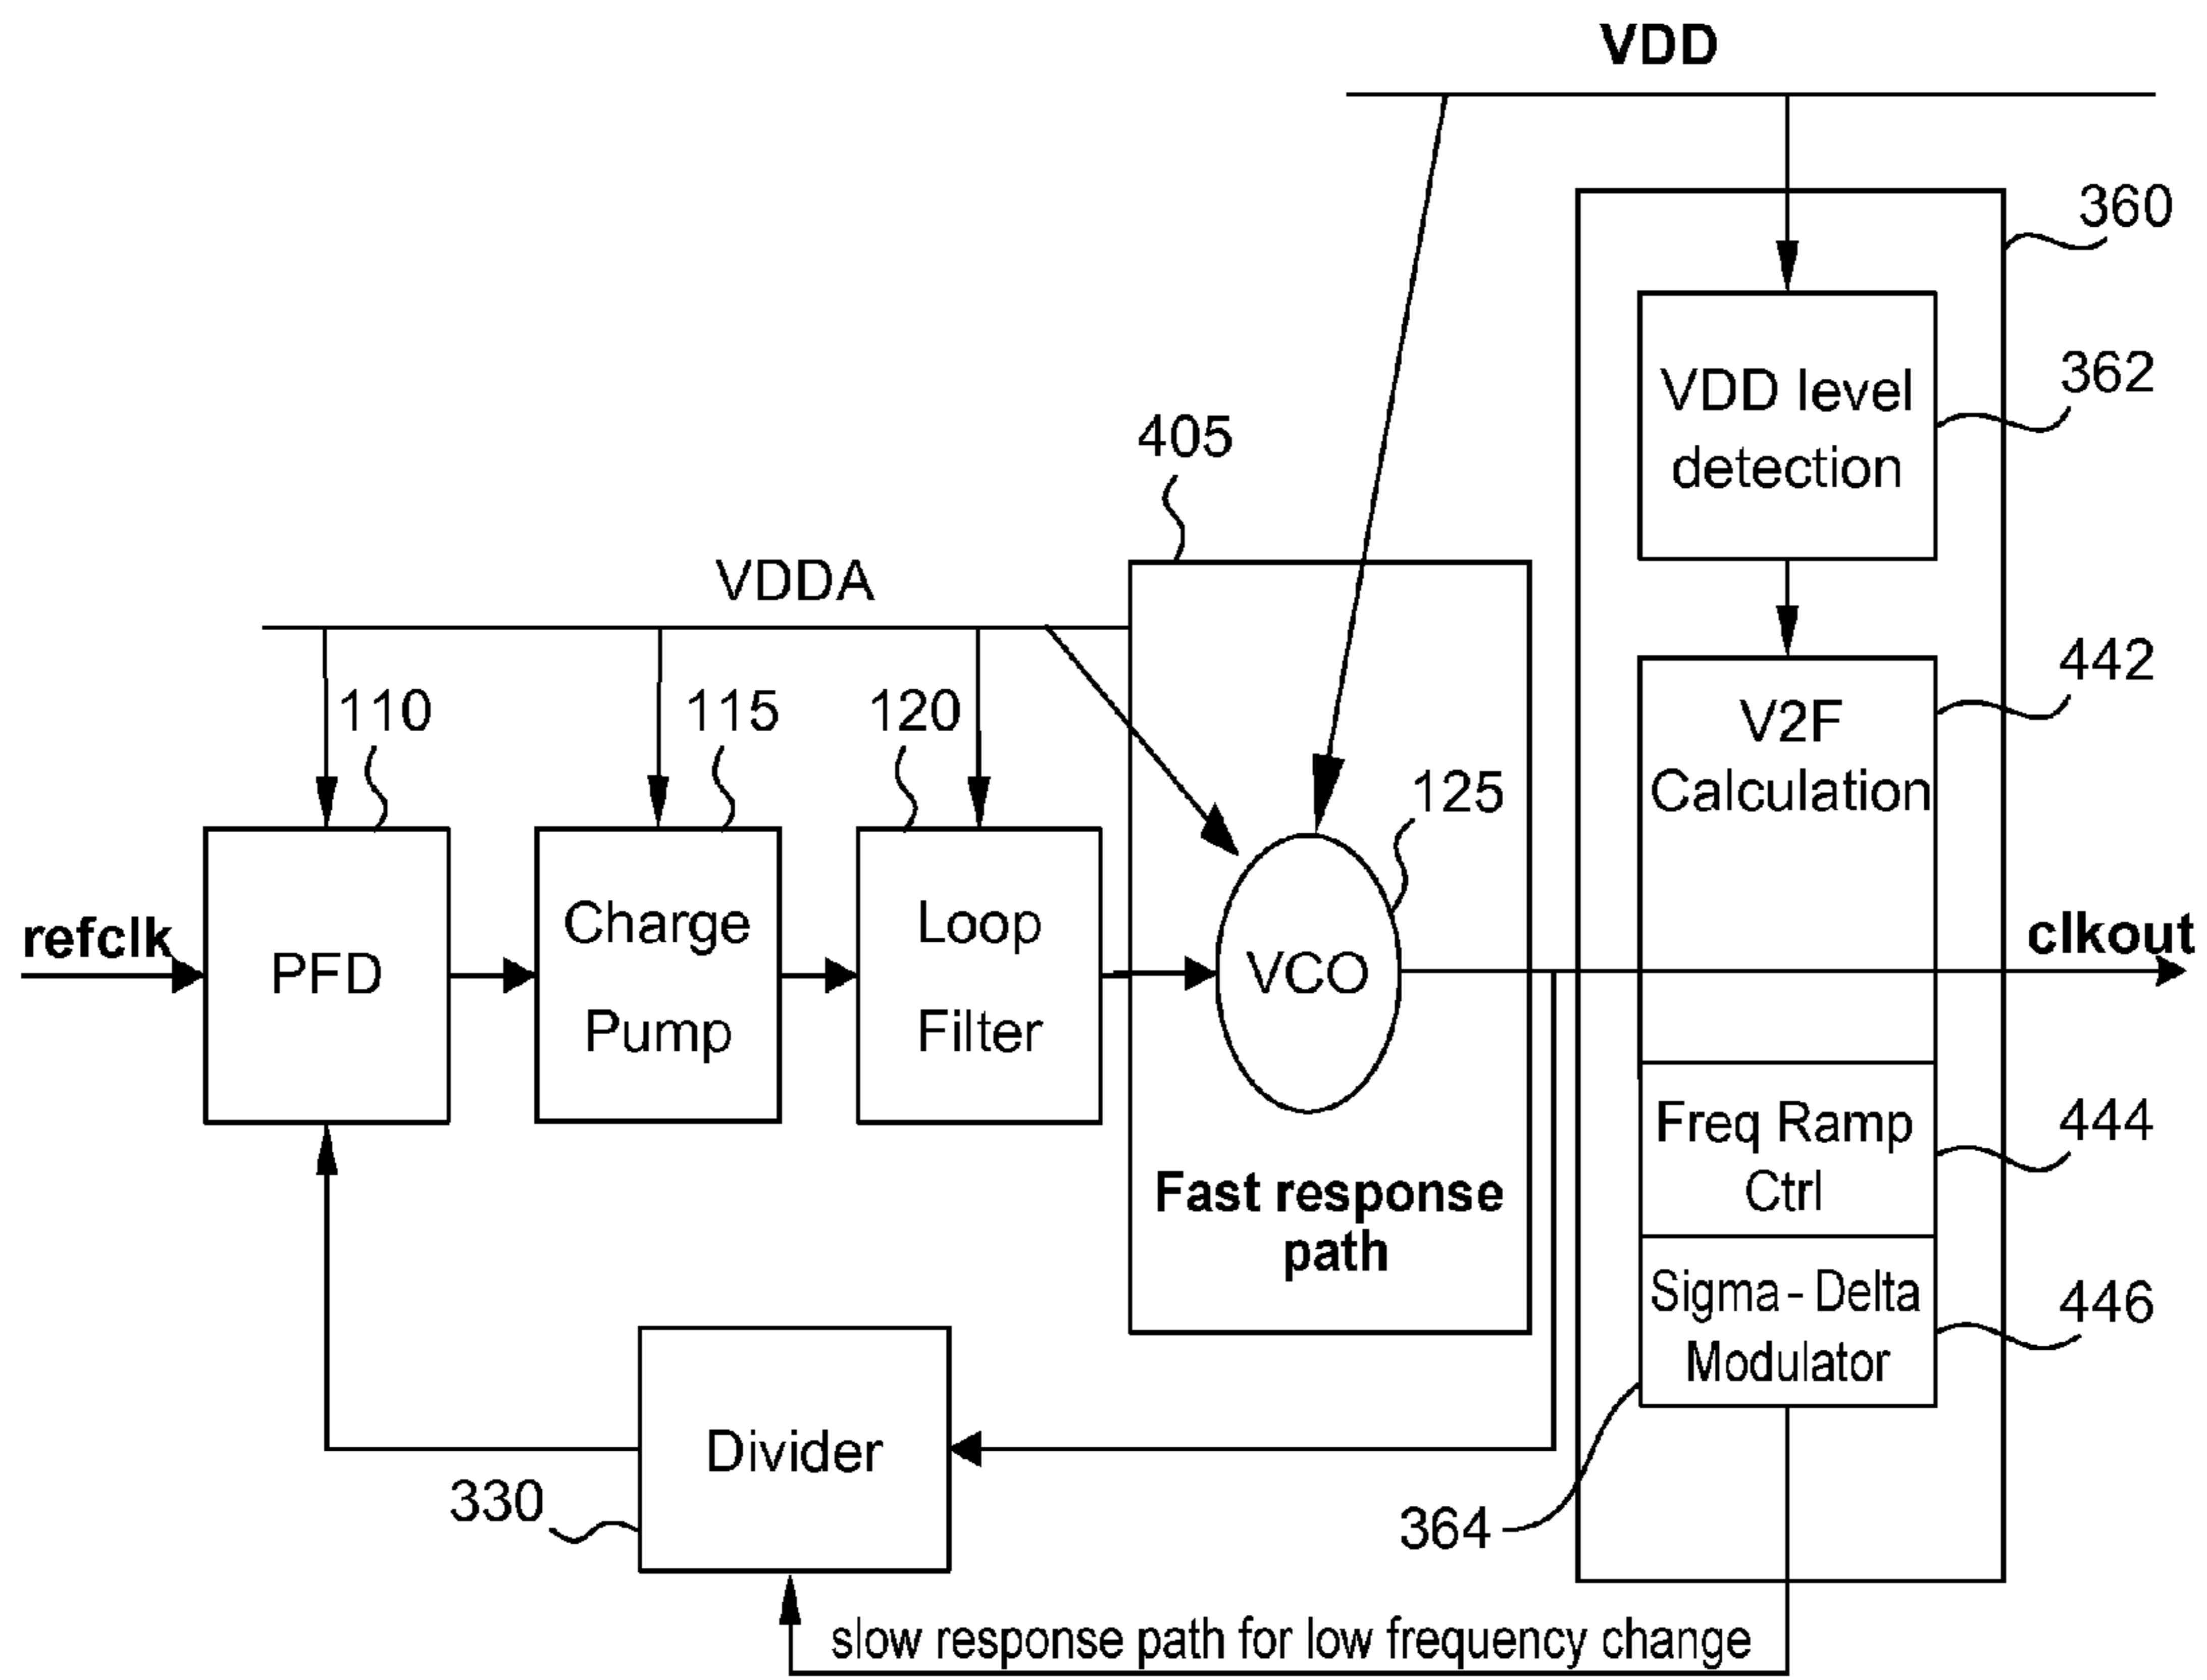 VDD
360
VDD level
detection
362
405
VDDA
442
V2F
Calculation
110
115
120
125
refclk
PFD
Charge
Pump
Loop
Filter
VCO
clkout
Freq Ramp
Ctrl
444
Fast response
path
Sigma - Delta
Modulator
446
Divider
330
364
slow response path for low frequency change